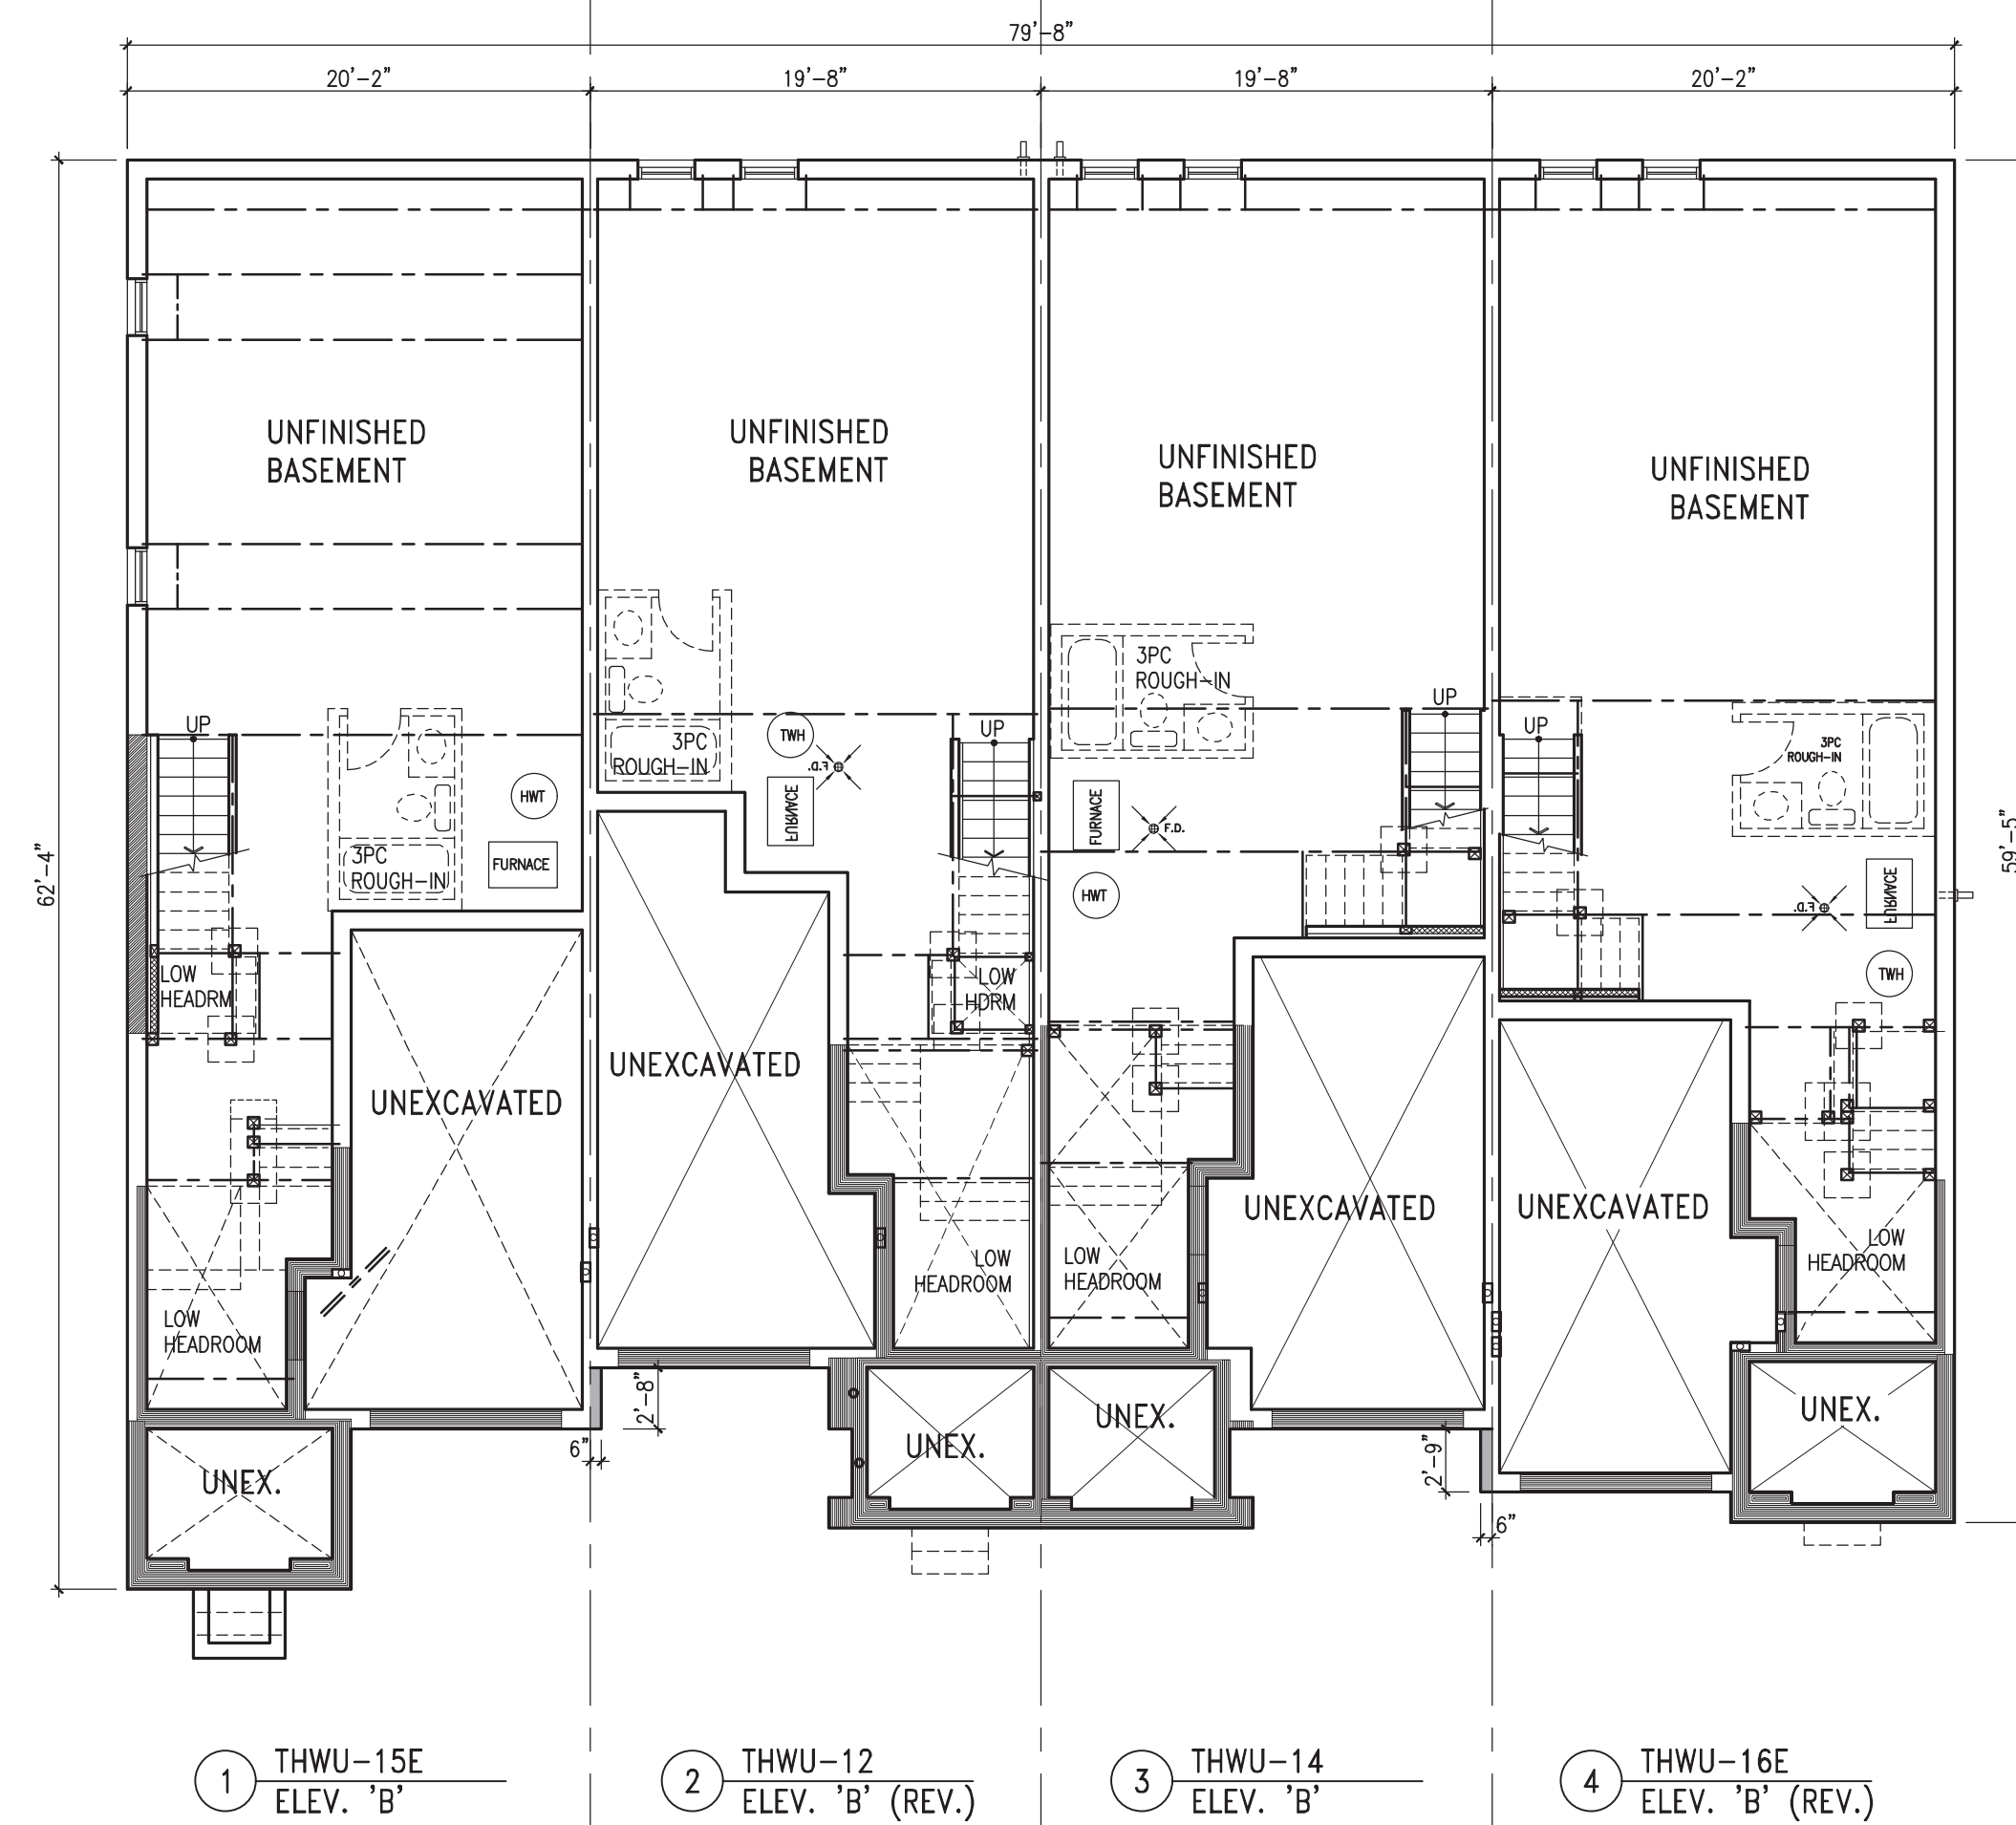 79'-8"
20'-2"
19'-8"
19'-8"
20'-2"
62'-4"
59'-5"
UNFINISHED
BASEMENT
UNFINISHED
BASEMENT
UNFINISHED
BASEMENT
UNFINISHED
BASEMENT
UP
3PC
ROUGH-IN
HWT
FURNACE
LOW
HEADRM
UNEXCAVATED
LOW
HEADROOM
UNEX.
3PC
ROUGH-IN
TWH
F.D.
FURNACE
UP
LOW
HDRM
UNEXCAVATED
LOW
HEADROOM
2'-8"
6"
UNEX.
3PC
ROUGH-IN
UP
FURNACE
F.D.
HWT
UNEXCAVATED
LOW
HEADROOM
UNEX.
2'-9"
6"
UP
3PC
ROUGH-IN
F.D.
FURNACE
TWH
UNEXCAVATED
LOW
HEADROOM
UNEX.
1 THWU-15E
ELEV. 'B'
2 THWU-12
ELEV. 'B' (REV.)
3 THWU-14
ELEV. 'B'
4 THWU-16E
ELEV. 'B' (REV.)